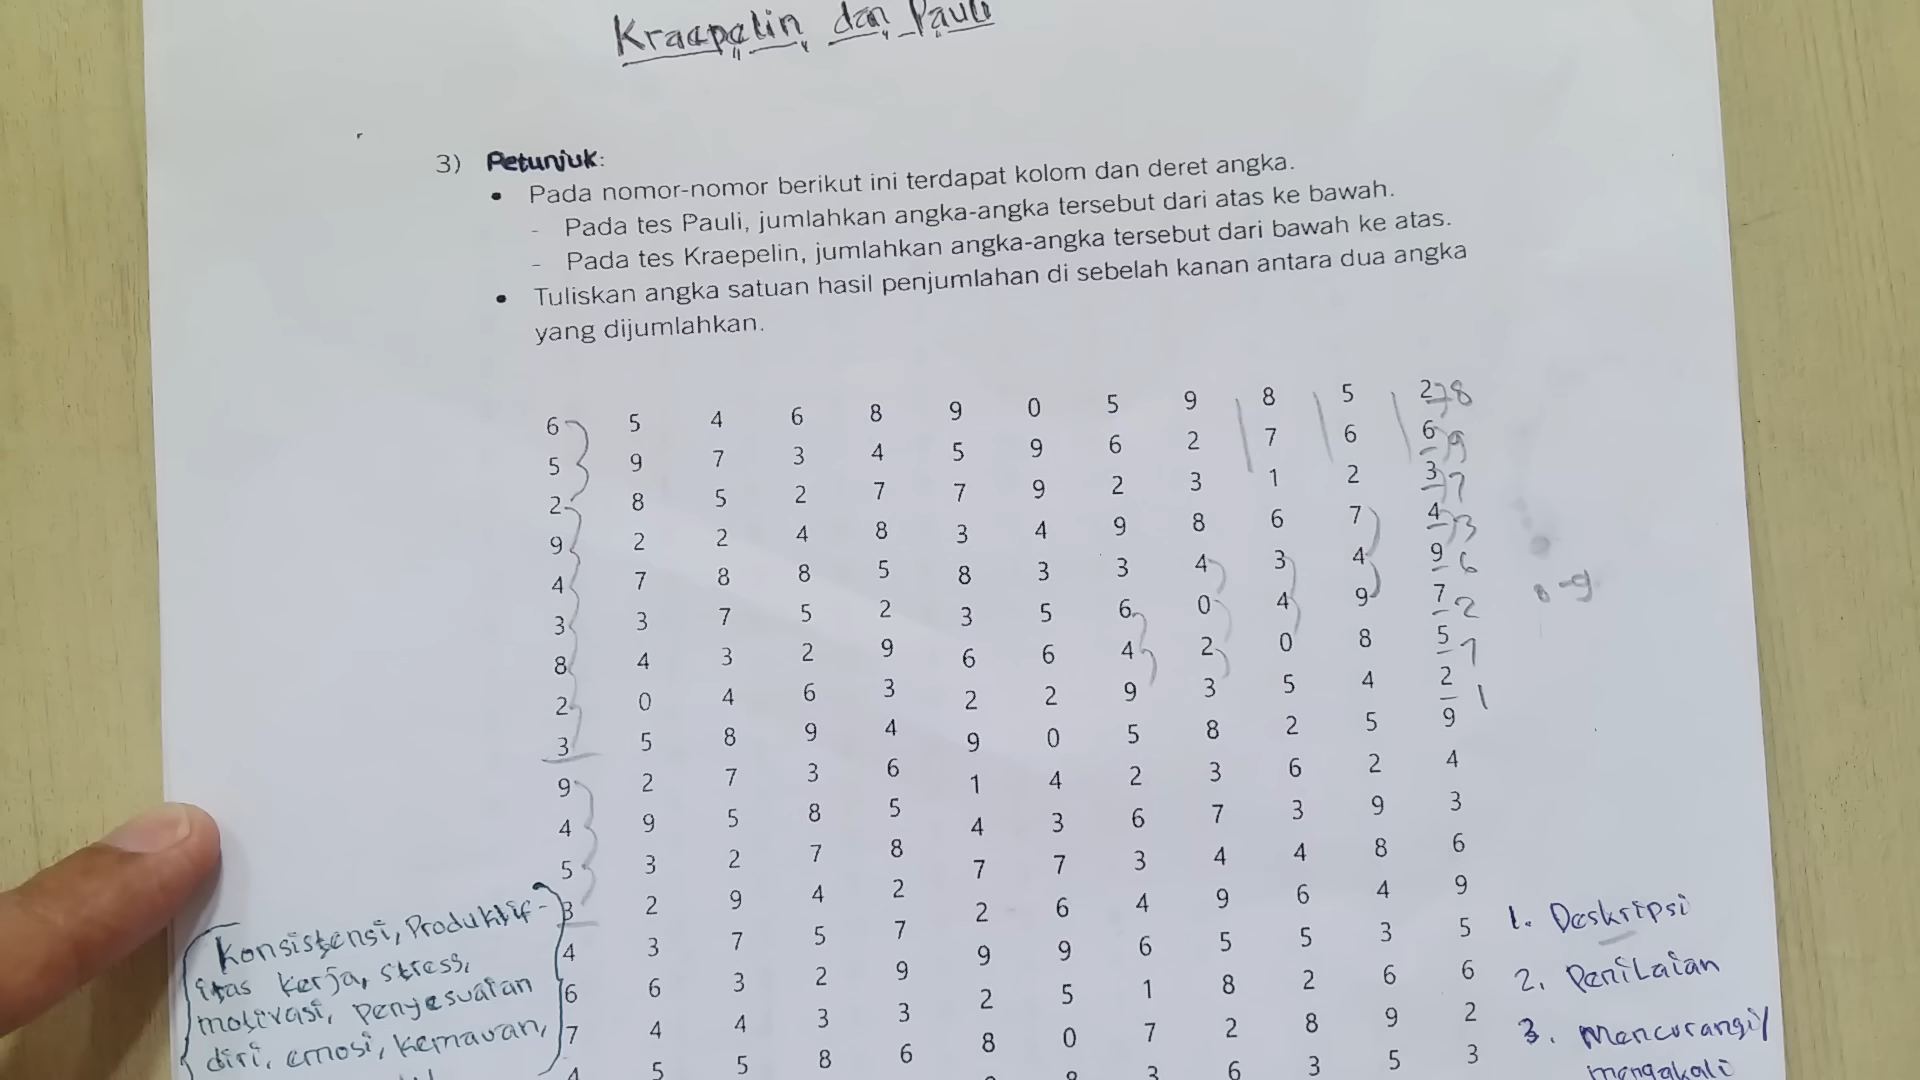 Kraepelin dan Pauli
3) Petunjuk:
• Pada nomor-nomor berikut ini terdapat kolom dan deret angka.
- Pada tes Pauli, jumlahkan angka-angka tersebut dari atas ke bawah.
- Pada tes Kraepelin, jumlahkan angka-angka tersebut dari bawah ke atas.
• Tuliskan angka satuan hasil penjumlahan di sebelah kanan antara dua angka
yang dijumlahkan.
6 5 4 6 8 9 0 5 9 8 5 2 8
5 9 7 3 4 5 9 6 2 7 6 6 9
2 8 5 2 7 7 9 2 3 1 2 3 7
9 2 2 4 8 3 4 9 8 6 7 4 3
4 7 8 8 5 8 3 3 4 3 4 9 6
3 3 7 5 2 3 5 6 0 4 9 7 2
8 4 3 2 9 6 6 4 2 0 8 5 7
2 0 4 6 3 2 2 9 3 5 4 2 1
3 5 8 9 4 9 0 5 8 2 5 9
9 2 7 3 6 1 4 2 3 6 2 4
4 9 5 8 5 4 3 6 7 3 9 3
5 3 2 7 8 7 7 3 4 4 8 6
3 2 9 4 2 2 6 4 9 6 4 9
4 3 7 5 7 9 9 6 5 5 3 5
6 6 3 2 9 2 5 1 8 2 6 6
7 4 4 3 3 8 0 7 2 8 9 2
5 5 8 6 3 6 3 5 3
0-9
Konsistensi, Produktif-
itas kerja, stress,
motivasi, Penyesuaian
diri, emosi, kemauan,
1. Deskripsi
2. Penilaian
3. Mencurangi/
mengakali